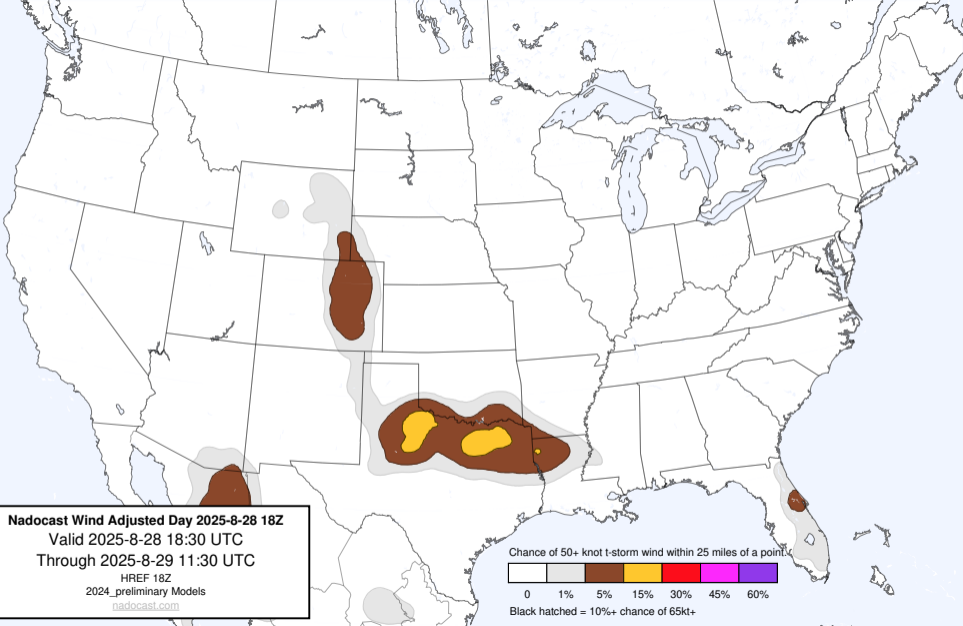 Nadocast Wind Adjusted Day 2025-8-28 18Z
Valid 2025-8-28 18:30 UTC
Through 2025-8-29 11:30 UTC
HREF 18Z
2024_preliminary Models
nadocast.com
Chance of 50+ knot t-storm wind within 25 miles of a point.
0 1% 5% 15% 30% 45% 60%
Black hatched = 10%+ chance of 65kt+